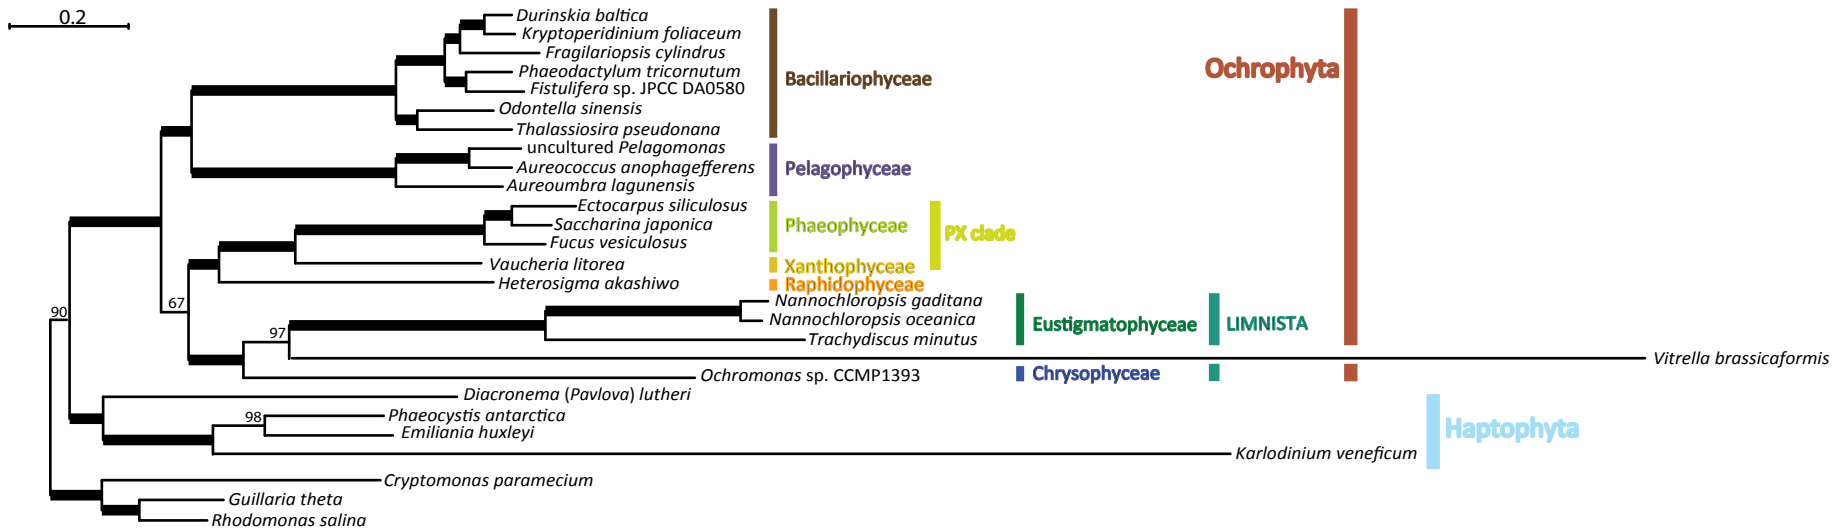 0.2
Durinskia baltica
Kryptoperidinium foliaceum
Fragilariopsis cylindrus
Ochrophyta
Phaeodactylum tricornutum
Bacillariophyceae
Fistulifera sp. JPCC DA0580
Odontella sinensis
Thalassiosira pseudonana
uncultured Pelagomonas
Aureococcus anophagefferens
Pelagophyceae
Aureoumbra lagunensis
Ectocarpus siliculosus
Saccharina japonica
Phaeophyceae
PX clade
Fucus vesiculosus
Vaucheria litorea
Xanthophyceae
Heterosigma akashiwo
Raphidophyceae
67
Nannochloropsis gaditana
90
Nannochloropsis oceanica
Eustigmatophyceae
LIMNISTA
97
Trachydiscus minutus
Vitrella brassicaformis
Ochromonas sp. CCMP1393
Chrysophyceae
Diacronema (Pavlova) lutheri
98
Phaeocystis antarctica
Emiliania huxleyi
Haptophyta
Karlodinium veneficum
Cryptomonas paramecium
Guillaria theta
Rhodomonas salina